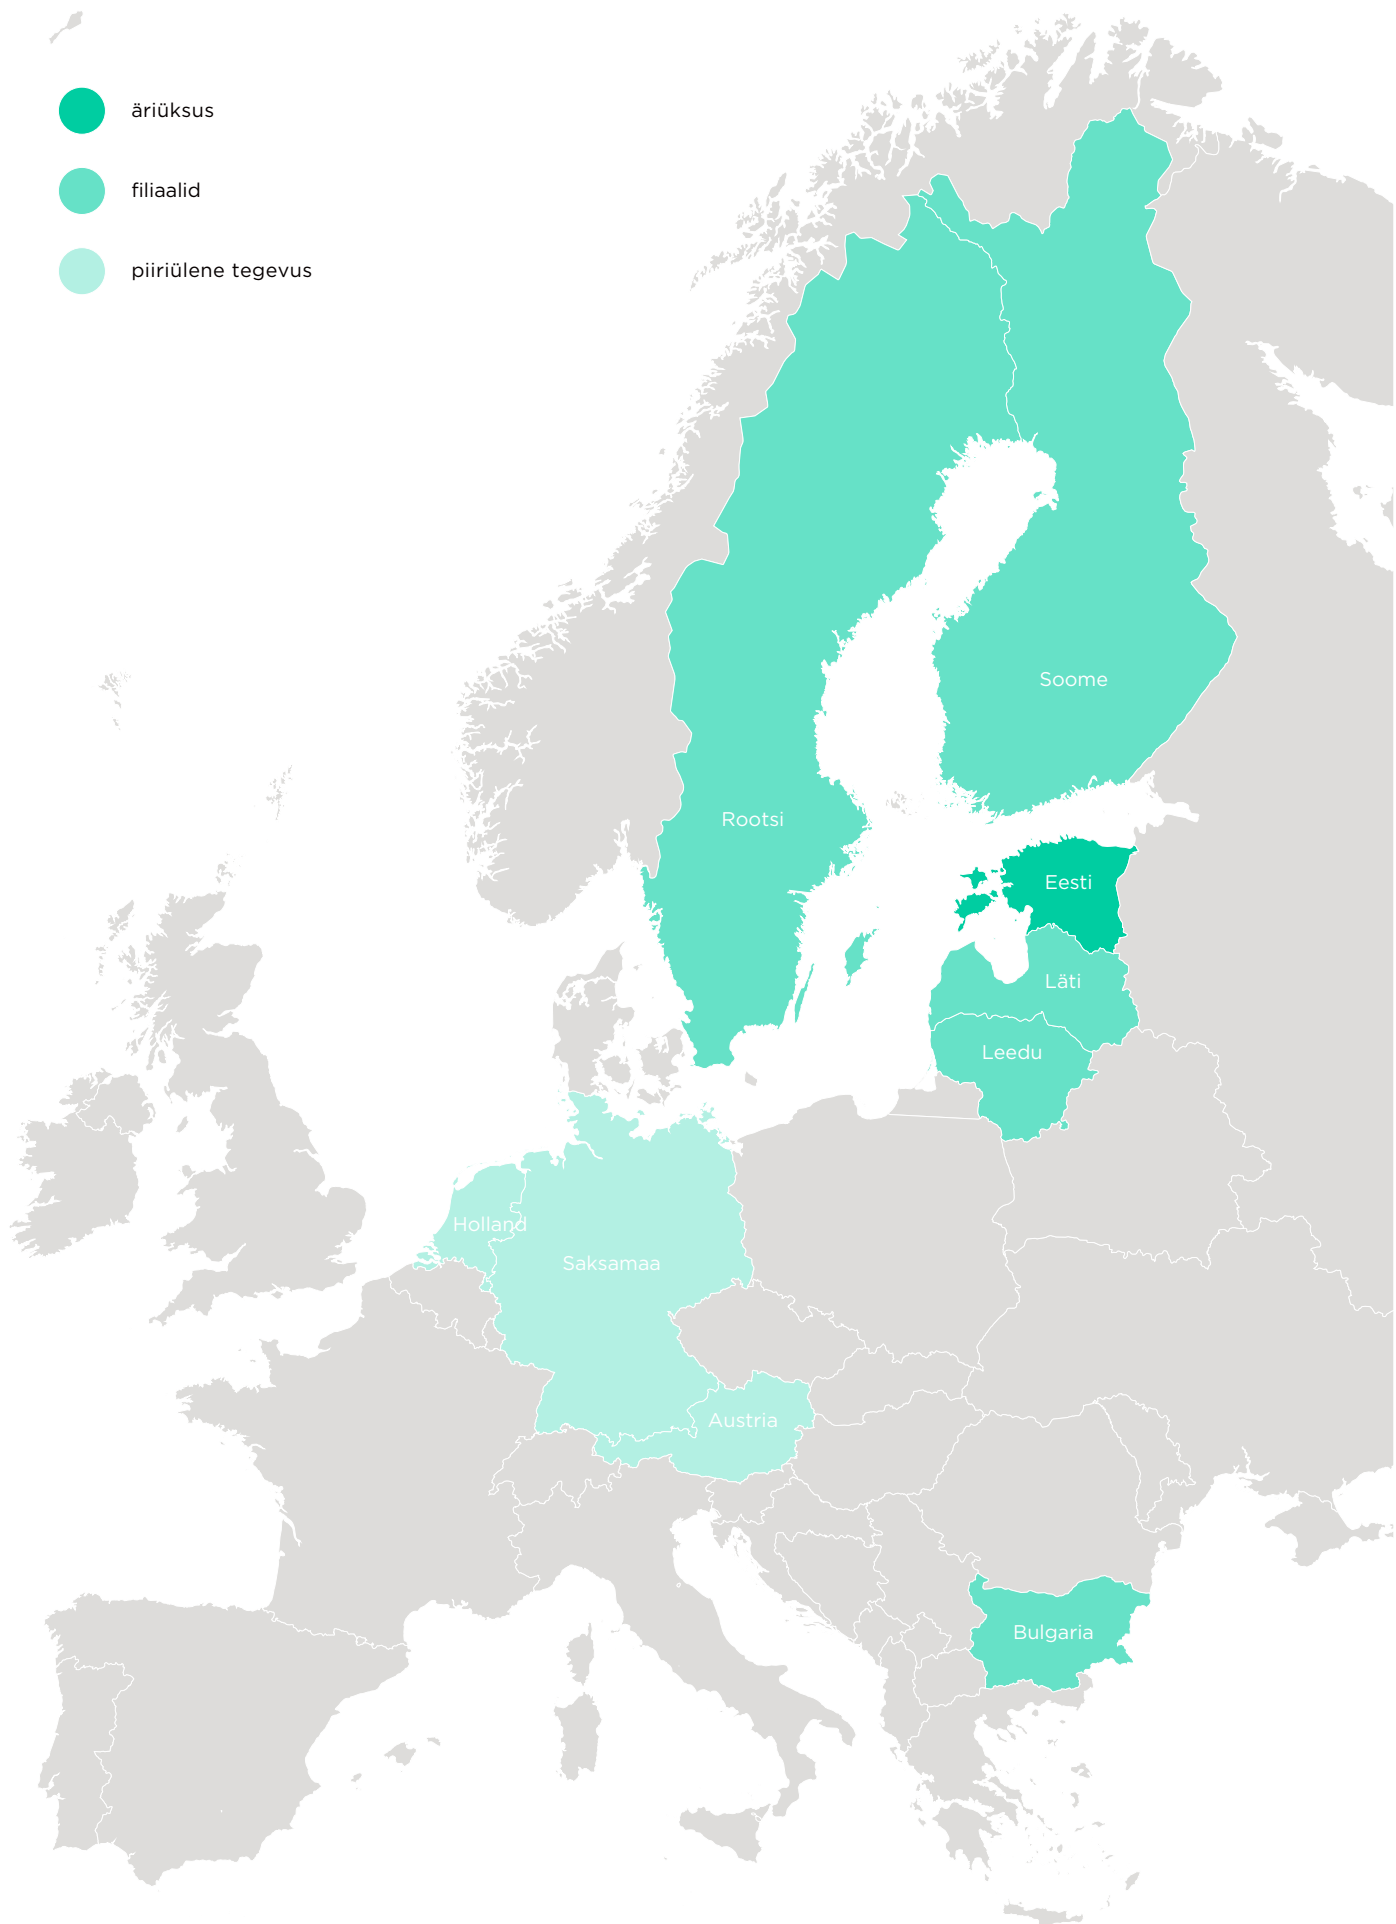 äriüksus
filiaalid
piiriülene tegevus
Soome
Rootsi
Eesti
Läti
Leedu
Holland
Saksamaa
Austria
Bulgaria